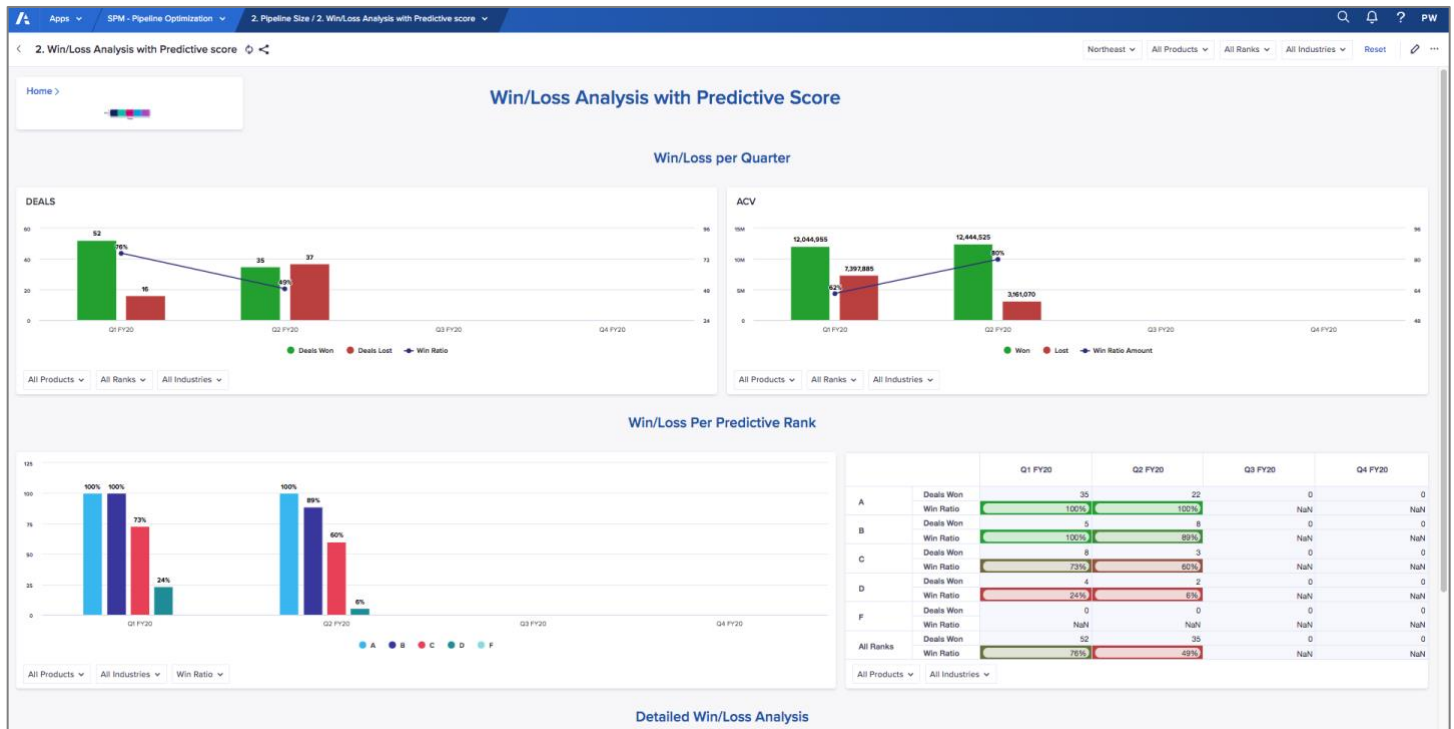 Apps SPM - Pipeline Optimization 2. Pipeline Size / 2. Win/Loss Analysis with Predictive score ? PW
2. Win/Loss Analysis with Predictive score Northeast All Products All Ranks All Industries Reset
Home >
Win/Loss Analysis with Predictive Score
Win/Loss per Quarter
DEALS
60 96
52
76%
40 72
35 37
49%
20 48
16
0 24
Q1 FY20 Q2 FY20 Q3 FY20 Q4 FY20
Deals Won Deals Lost Win Ratio
All Products All Ranks All Industries
ACV
15M 96
12,044,955 12,444,525
80%
10M 80
7,397,885
62%
5M 64
3,161,070
0 48
Q1 FY20 Q2 FY20 Q3 FY20 Q4 FY20
Won Lost Win Ratio Amount
All Products All Ranks All Industries
Win/Loss Per Predictive Rank
125
100 100% 100% 100%
89%
75 73%
60%
50
25 24%
6%
0
Q1 FY20 Q2 FY20 Q3 FY20 Q4 FY20
A B C D F
All Products All Industries Win Ratio
Q1 FY20 Q2 FY20 Q3 FY20 Q4 FY20
A Deals Won 35 22 0 0
Win Ratio 100% 100% NaN NaN
B Deals Won 5 8 0 0
Win Ratio 100% 89% NaN NaN
C Deals Won 8 3 0 0
Win Ratio 73% 60% NaN NaN
D Deals Won 4 2 0 0
Win Ratio 24% 6% NaN NaN
F Deals Won 0 0 0 0
Win Ratio NaN NaN NaN NaN
All Ranks Deals Won 52 35 0 0
Win Ratio 76% 49% NaN NaN
All Products All Industries
Detailed Win/Loss Analysis